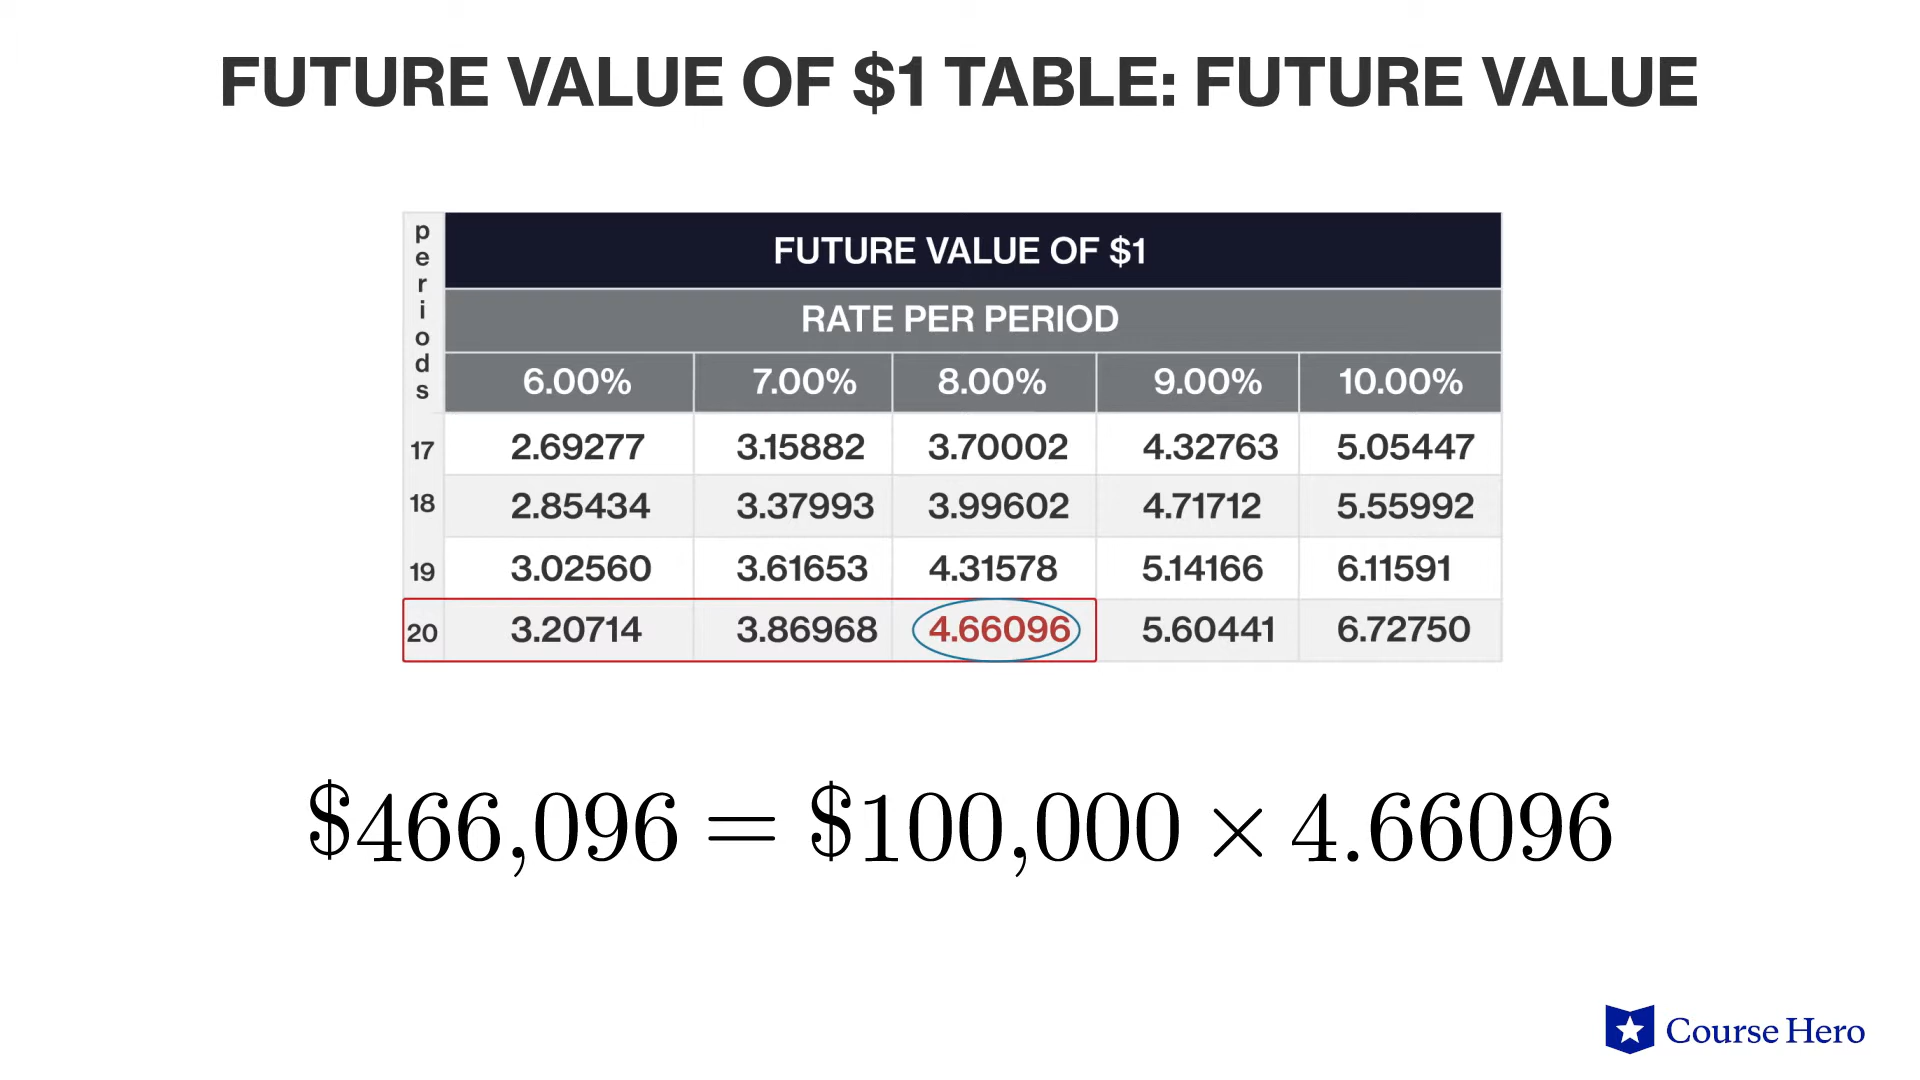 FUTURE VALUE OF $1 TABLE: FUTURE VALUE
periods
FUTURE VALUE OF $1
RATE PER PERIOD
6.00% 7.00% 8.00% 9.00% 10.00%
17 2.69277 3.15882 3.70002 4.32763 5.05447
18 2.85434 3.37993 3.99602 4.71712 5.55992
19 3.02560 3.61653 4.31578 5.14166 6.11591
20 3.20714 3.86968 4.66096 5.60441 6.72750
$466,096 = $100,000 × 4.66096
Course Hero